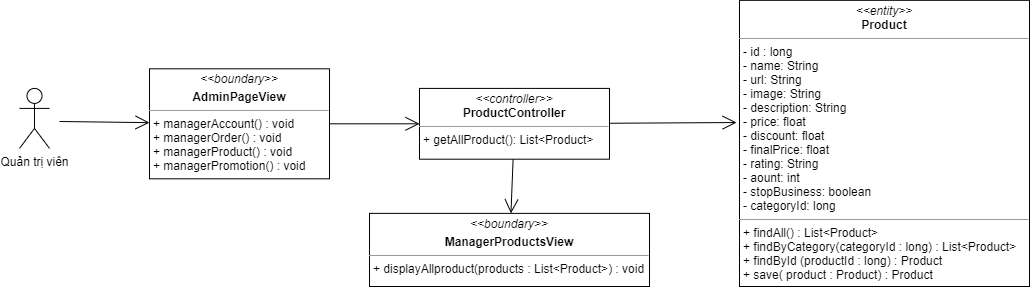 Quản trị viên
<<boundary>>
AdminPageView
+ managerAccount() : void
+ managerOrder() : void
+ managerProduct() : void
+ managerPromotion() : void
<<controller>>
ProductController
+ getAllProduct(): List<Product>
<<boundary>>
ManagerProductsView
+ displayAllproduct(products : List<Product>) : void
<<entity>>
Product
- id : long
- name: String
- url: String
- image: String
- description: String
- price: float
- discount: float
- finalPrice: float
- rating: String
- aount: int
- stopBusiness: boolean
- categoryId: long
+ findAll() : List<Product>
+ findByCategory(categoryId : long) : List<Product>
+ findById (productId : long) : Product
+ save( product : Product) : Product